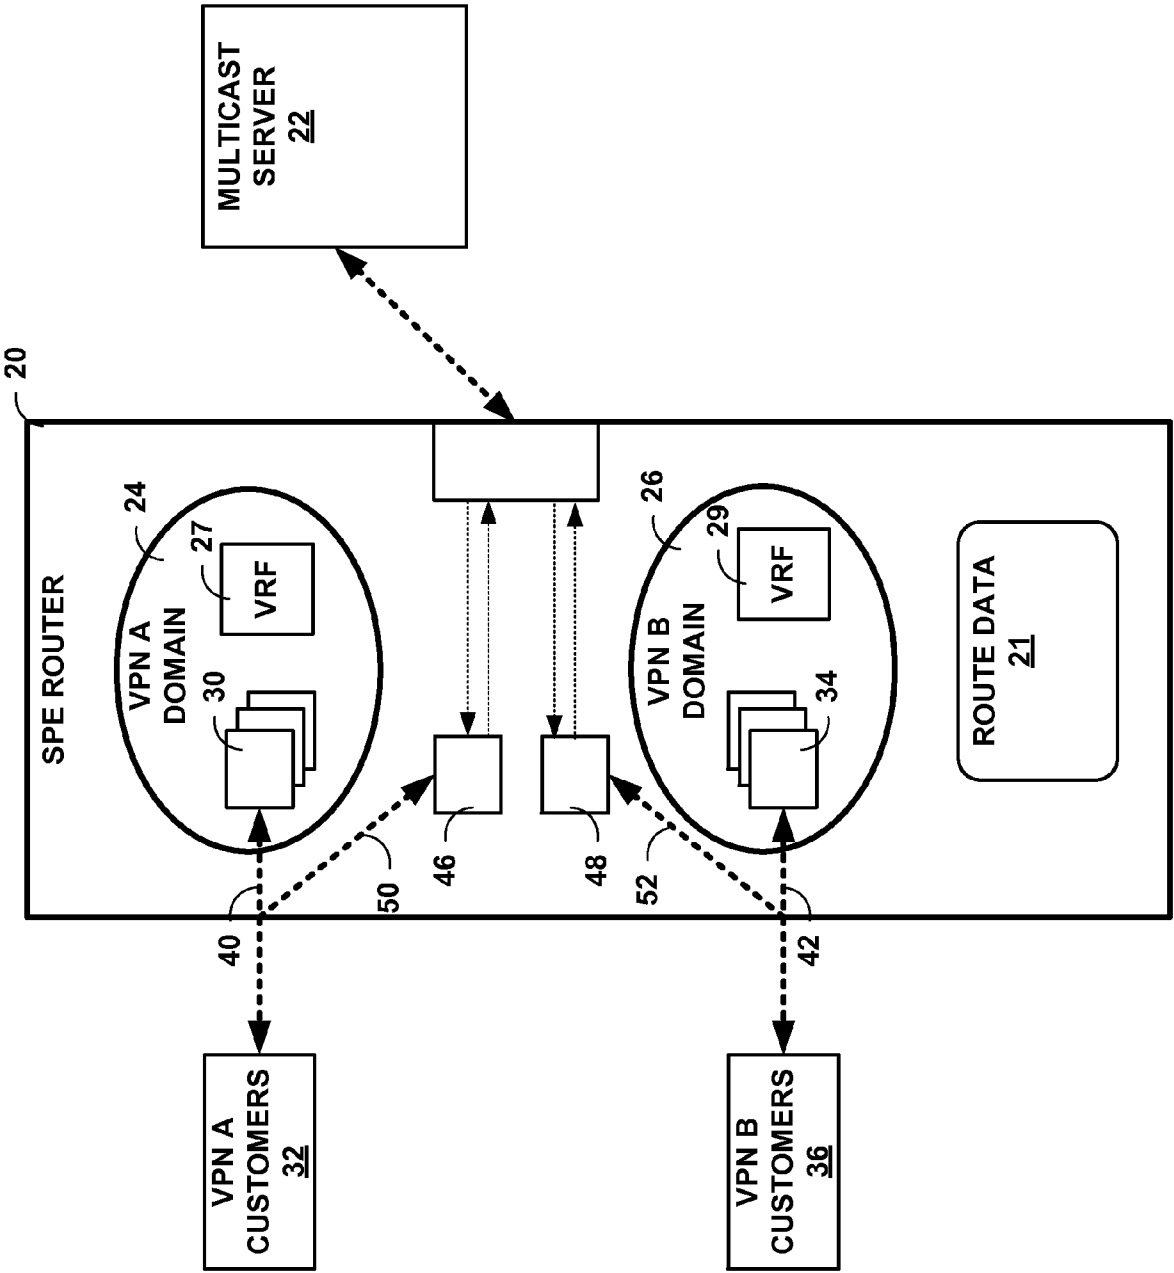 MULTICAST
SERVER
22
20
SPE ROUTER
24
VPN A
DOMAIN
27
VRF
30
26
VPN B
DOMAIN
29
VRF
34
ROUTE DATA
21
46
48
50
52
40
42
VPN A
CUSTOMERS
32
VPN B
CUSTOMERS
36